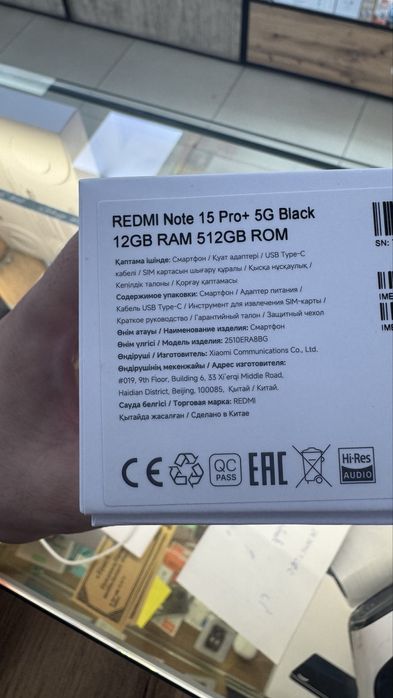 REDMI Note 15 Pro+ 5G Black
12GB RAM 512GB ROM
Қаптама ішінде: Смартфон / Қуат адаптері / USB Type-C
кабелі / SIM картасын шығару құралы / Қысқа нұсқаулық /
Кепілдік талоны / Қорғау қаптамасы
Содержимое упаковки: Смартфон / Адаптер питания /
Кабель USB Type-C / Инструмент для извлечения SIM-карты /
Краткое руководство / Гарантийный талон / Защитный чехол
Өнім атауы / Наименование изделия: Смартфон
Өнім үлгісі / Модель изделия: 2510ERA8BG
Өндіруші / Изготовитель: Xiaomi Communications Co., Ltd.
Өндірушінің мекенжайы / Адрес изготовителя:
#019, 9th Floor, Building 6, 33 Xi'erqi Middle Road,
Haidian District, Beijing, 100085, Қытай / Китай.
Сауда белгісі / Торговая марка: REDMI
Қытайда жасалған / Сделано в Китае
SN:
IME
IME
CE
QC
PASS
EAC
Hi-Res
AUDIO